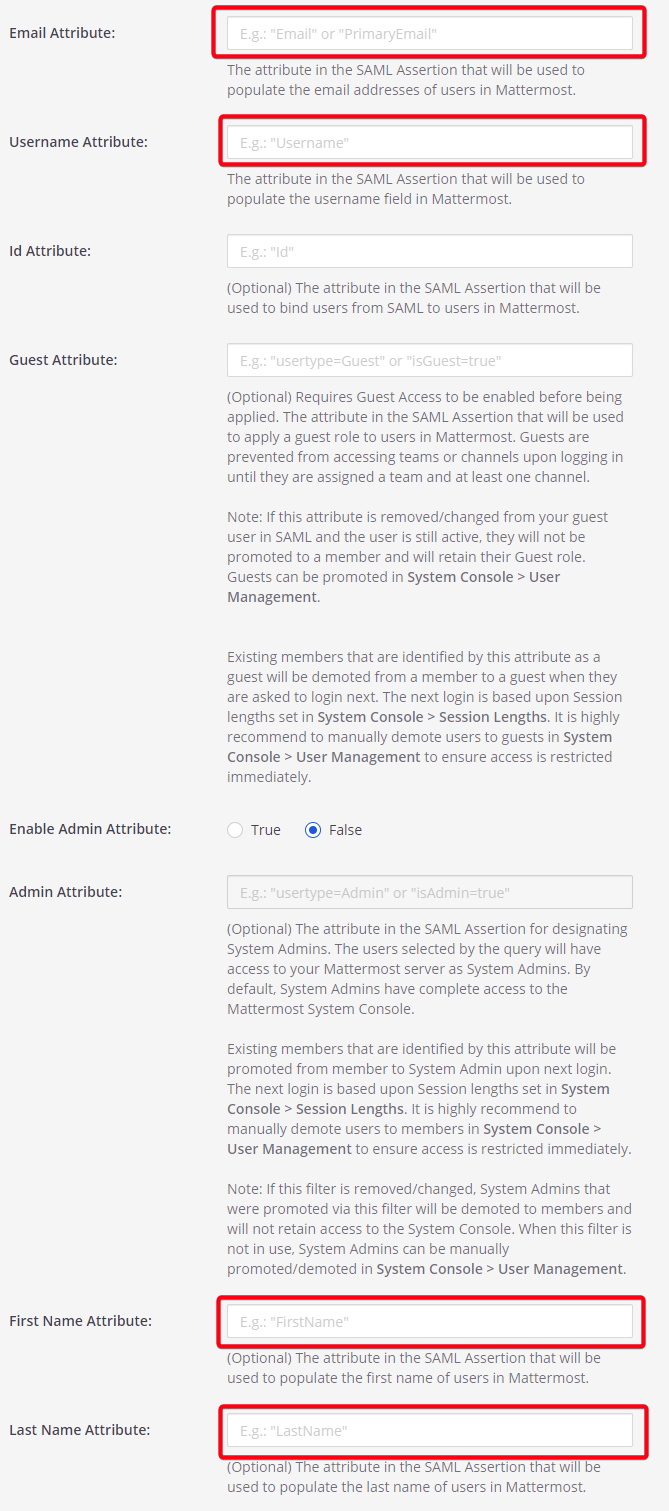 Email Attribute:
E.g.: "Email" or "PrimaryEmail"
The attribute in the SAML Assertion that will be used to
populate the email addresses of users in Mattermost.
Username Attribute:
E.g.: "Username"
The attribute in the SAML Assertion that will be used to
populate the username field in Mattermost.
Id Attribute:
E.g.: "Id"
(Optional) The attribute in the SAML Assertion that will be
used to bind users from SAML to users in Mattermost.
Guest Attribute:
E.g.: "usertype=Guest" or "isGuest=true"
(Optional) Requires Guest Access to be enabled before being
applied. The attribute in the SAML Assertion that will be used
to apply a guest role to users in Mattermost. Guests are
prevented from accessing teams or channels upon logging in
until they are assigned a team and at least one channel.
Note: If this attribute is removed/changed from your guest
user in SAML and the user is still active, they will not be
promoted to a member and will retain their Guest role.
Guests can be promoted in System Console > User
Management.
Existing members that are identified by this attribute as a
guest will be demoted from a member to a guest when they
are asked to login next. The next login is based upon Session
lengths set in System Console > Session Lengths. It is highly
recommend to manually demote users to guests in System
Console > User Management to ensure access is restricted
immediately.
Enable Admin Attribute:
True False
Admin Attribute:
E.g.: "usertype=Admin" or "isAdmin=true"
(Optional) The attribute in the SAML Assertion for designating
System Admins. The users selected by the query will have
access to your Mattermost server as System Admins. By
default, System Admins have complete access to the
Mattermost System Console.
Existing members that are identified by this attribute will be
promoted from member to System Admin upon next login.
The next login is based upon Session lengths set in System
Console > Session Lengths. It is highly recommend to
manually demote users to members in System Console >
User Management to ensure access is restricted immediately.
Note: If this filter is removed/changed, System Admins that
were promoted via this filter will be demoted to members and
will not retain access to the System Console. When this filter is
not in use, System Admins can be manually
promoted/demoted in System Console > User Management.
First Name Attribute:
E.g.: "FirstName"
(Optional) The attribute in the SAML Assertion that will be
used to populate the first name of users in Mattermost.
Last Name Attribute:
E.g.: "LastName"
(Optional) The attribute in the SAML Assertion that will be
used to populate the last name of users in Mattermost.